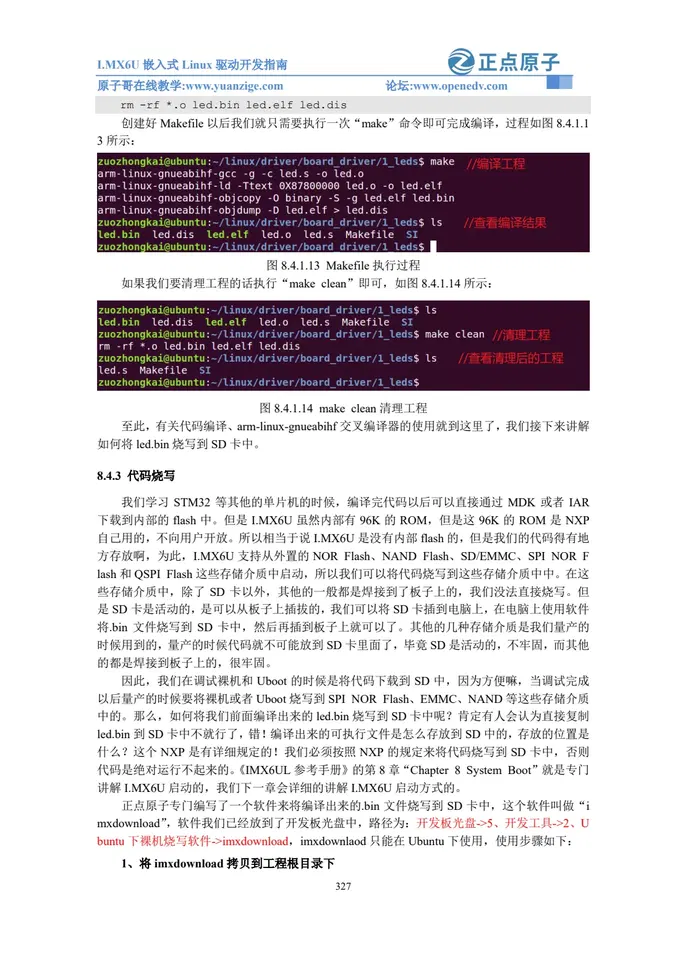 I.MX6U 嵌入式 Linux 驱动开发指南
正点原子
原子哥在线教学:www.yuanzige.com 论坛:www.openedv.com
rm -rf *.o led.bin led.elf led.dis
创建好 Makefile 以后我们就只需要执行一次“make”命令即可完成编译，过程如图 8.4.1.1
3 所示：
zuozhongkai@ubuntu:~/linux/driver/board_driver/1_leds$ make //编译工程
arm-linux-gnueabihf-gcc -g -c led.s -o led.o
arm-linux-gnueabihf-ld -Ttext 0X87800000 led.o -o led.elf
arm-linux-gnueabihf-objcopy -O binary -S -g led.elf led.bin
arm-linux-gnueabihf-objdump -D led.elf > led.dis
zuozhongkai@ubuntu:~/linux/driver/board_driver/1_leds$ ls //查看编译结果
led.bin led.dis led.elf led.o led.s Makefile SI
zuozhongkai@ubuntu:~/linux/driver/board_driver/1_leds$
图 8.4.1.13 Makefile 执行过程
如果我们要清理工程的话执行“make clean”即可，如图 8.4.1.14 所示：
zuozhongkai@ubuntu:~/linux/driver/board_driver/1_leds$ ls
led.bin led.dis led.elf led.o led.s Makefile SI
zuozhongkai@ubuntu:~/linux/driver/board_driver/1_leds$ make clean //清理工程
rm -rf *.o led.bin led.elf led.dis
zuozhongkai@ubuntu:~/linux/driver/board_driver/1_leds$ ls //查看清理后的工程
led.s Makefile SI
zuozhongkai@ubuntu:~/linux/driver/board_driver/1_leds$
图 8.4.1.14 make clean 清理工程
至此，有关代码编译、arm-linux-gnueabihf 交叉编译器的使用就到这里了，我们接下来讲解
如何将 led.bin 烧写到 SD 卡中。
8.4.3 代码烧写
我们学习 STM32 等其他的单片机的时候，编译完代码以后可以直接通过 MDK 或者 IAR
下载到内部的 flash 中。但是 I.MX6U 虽然内部有 96K 的 ROM，但是这 96K 的 ROM 是 NXP
自己用的，不向用户开放。所以相当于说 I.MX6U 是没有内部 flash 的，但是我们的代码得有地
方存放啊，为此，I.MX6U 支持从外置的 NOR Flash、NAND Flash、SD/EMMC、SPI NOR F
lash 和 QSPI Flash 这些存储介质中启动，所以我们可以将代码烧写到这些存储介质中中。在这
些存储介质中，除了 SD 卡以外，其他的一般都是焊接到了板子上的，我们没法直接烧写。但
是 SD 卡是活动的，是可以从板子上插拔的，我们可以将 SD 卡插到电脑上，在电脑上使用软件
将.bin 文件烧写到 SD 卡中，然后再插到板子上就可以了。其他的几种存储介质是我们量产的
时候用到的，量产的时候代码就不可能放到 SD 卡里面了，毕竟 SD 是活动的，不牢固，而其他
的都是焊接到板子上的，很牢固。
因此，我们在调试裸机和 Uboot 的时候是将代码下载到 SD 中，因为方便嘛，当调试完成
以后量产的时候要将裸机或者 Uboot 烧写到 SPI NOR Flash、EMMC、NAND 等这些存储介质
中的。那么，如何将我们前面编译出来的 led.bin 烧写到 SD 卡中呢？肯定有人会认为直接复制
led.bin 到 SD 卡中不就行了，错！编译出来的可执行文件是怎么存放到 SD 中的，存放的位置是
什么？这个 NXP 是有详细规定的！我们必须按照 NXP 的规定来将代码烧写到 SD 卡中，否则
代码是绝对运行不起来的。《IMX6UL 参考手册》的第 8 章“Chapter 8 System Boot”就是专门
讲解 I.MX6U 启动的，我们下一章会详细的讲解 I.MX6U 启动方式的。
正点原子专门编写了一个软件来将编译出来的.bin 文件烧写到 SD 卡中，这个软件叫做“i
mxdownload”，软件我们已经放到了开发板光盘中，路径为：开发板光盘->5、开发工具->2、U
buntu 下裸机烧写软件->imxdownload，imxdownlaod 只能在 Ubuntu 下使用，使用步骤如下：
1、将 imxdownload 拷贝到工程根目录下
327